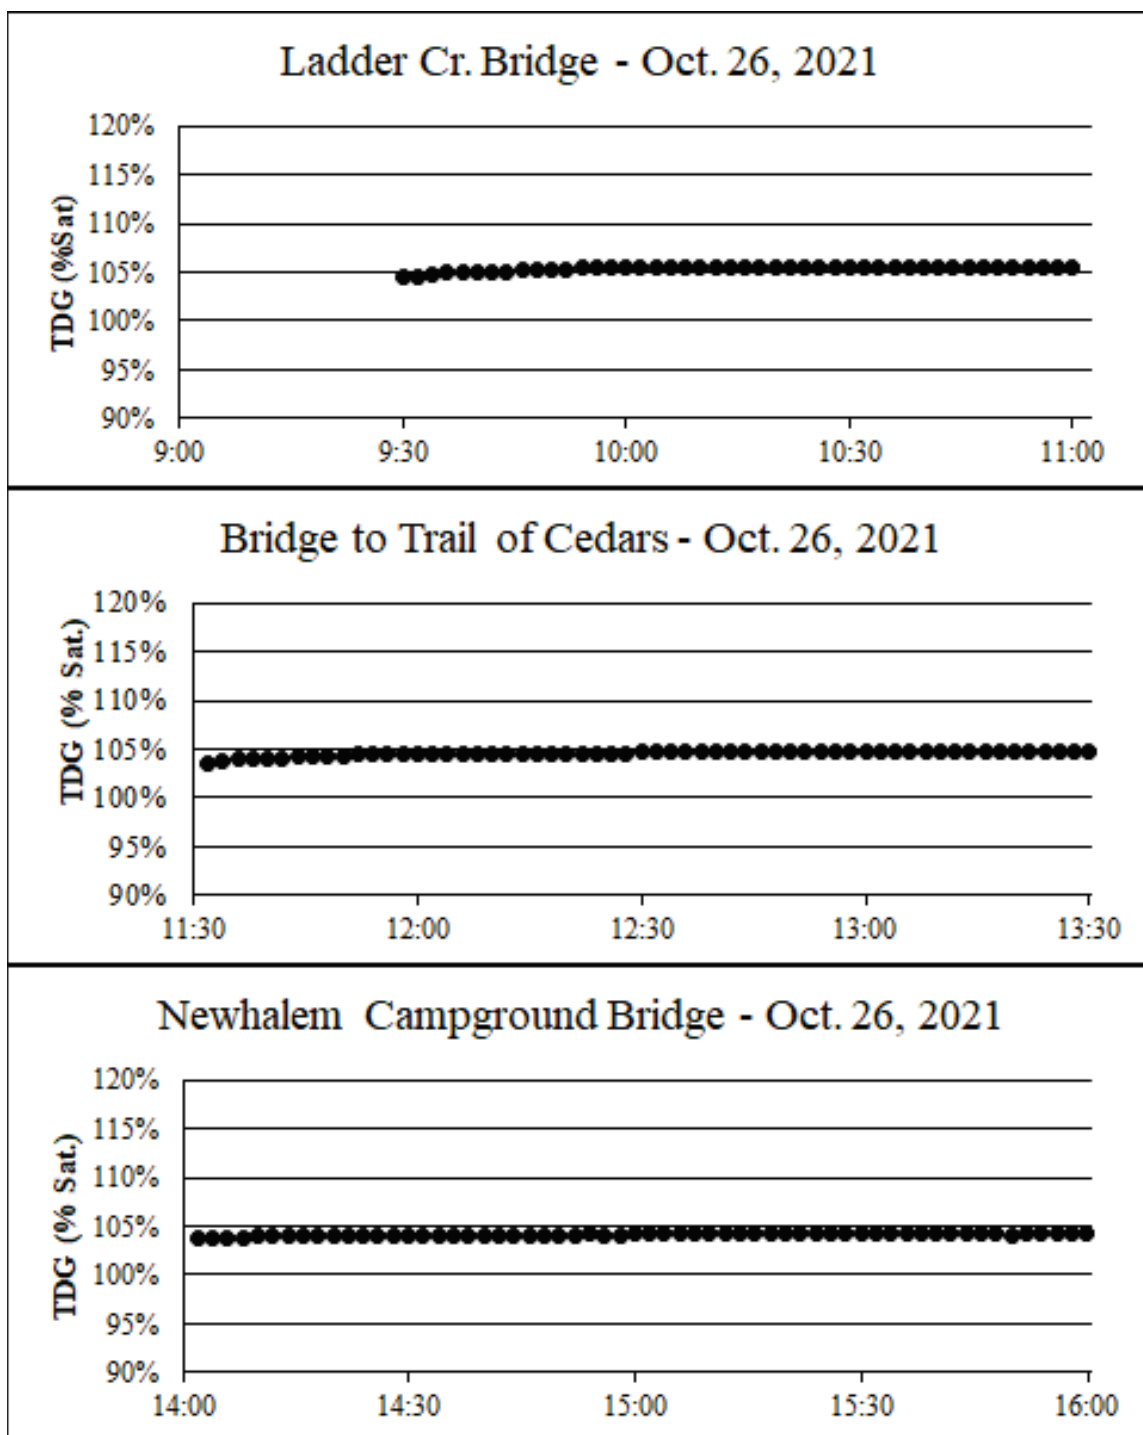 Ladder Cr. Bridge - Oct. 26, 2021
120%
115%
110%
105%
100%
95%
90%
TDG (%Sat)
9:00 9:30 10:00 10:30 11:00
Bridge to Trail of Cedars - Oct. 26, 2021
120%
115%
110%
105%
100%
95%
90%
TDG (% Sat.)
11:30 12:00 12:30 13:00 13:30
Newhalem Campground Bridge - Oct. 26, 2021
120%
115%
110%
105%
100%
95%
90%
TDG (% Sat.)
14:00 14:30 15:00 15:30 16:00